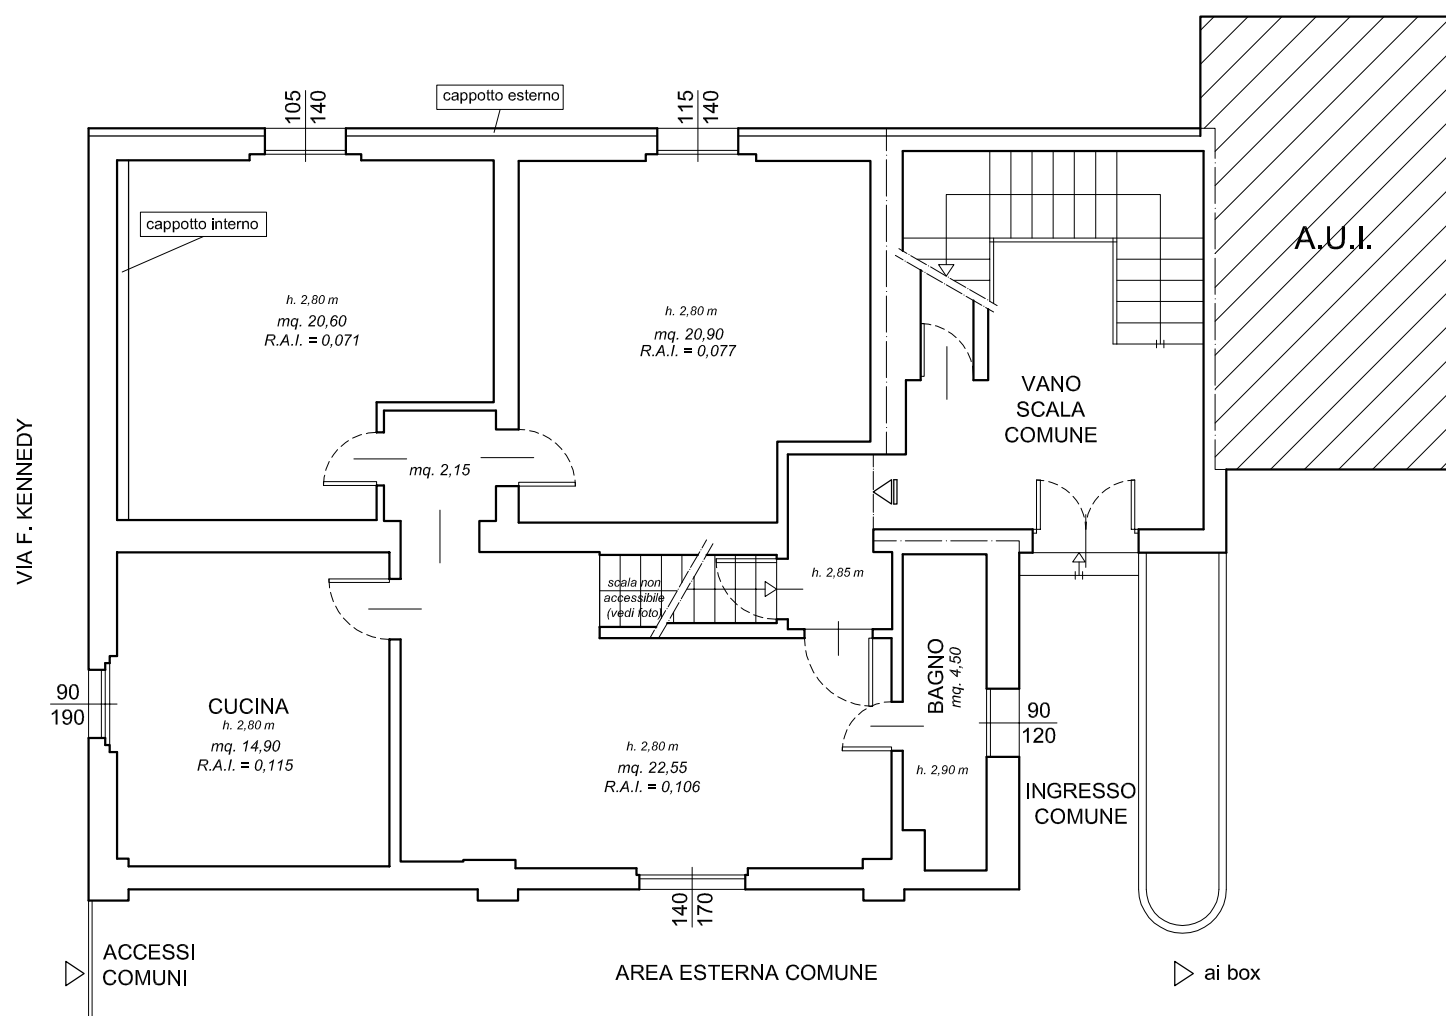 cappotto esterno
105
140
115
140
cappotto interno
A.U.I.
h. 2,80 m
mq. 20,60
R.A.I. = 0,071
h. 2,80 m
mq. 20,90
R.A.I. = 0,077
VANO
SCALA
COMUNE
VIA F. KENNEDY
mq. 2,15
scala non
accessibile
(vedi foto)
h. 2,85 m
BAGNO
mq. 4,50
h. 2,90 m
90
190
CUCINA
h. 2,80 m
mq. 14,90
R.A.I. = 0,115
h. 2,80 m
mq. 22,55
R.A.I. = 0,106
90
120
INGRESSO
COMUNE
140
170
ACCESSI
COMUNI
AREA ESTERNA COMUNE
ai box